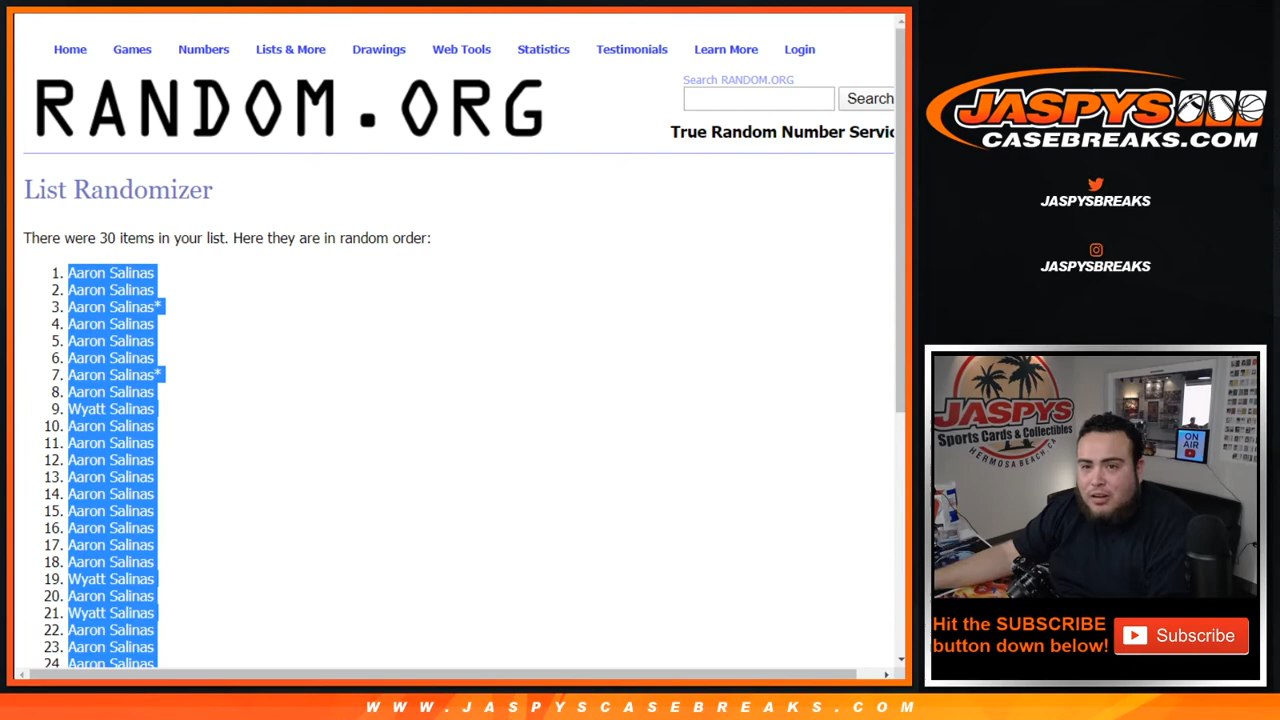 Home Games Numbers Lists & More Drawings Web Tools Statistics Testimonials Learn More Login
RANDOM.ORG
Search RANDOM.ORG
Search
True Random Number Servic
List Randomizer
There were 30 items in your list. Here they are in random order:
1. Aaron Salinas
2. Aaron Salinas
3. Aaron Salinas*
4. Aaron Salinas
5. Aaron Salinas
6. Aaron Salinas
7. Aaron Salinas*
8. Aaron Salinas
9. Wyatt Salinas
10. Aaron Salinas
11. Aaron Salinas
12. Aaron Salinas
13. Aaron Salinas
14. Aaron Salinas
15. Aaron Salinas
16. Aaron Salinas
17. Aaron Salinas
18. Aaron Salinas
19. Wyatt Salinas
20. Aaron Salinas
21. Wyatt Salinas
22. Aaron Salinas
23. Aaron Salinas
24. Aaron Salinas
JASPYS
CASEBREAKS.COM
JASPYSBREAKS
JASPYSBREAKS
JASPYS
Sports Cards & Collectibles
HERMOSA BEACH, CA
ON
AIR
Hit the SUBSCRIBE
button down below!
Subscribe
WWW.JASPYSCASEBREAKS.COM